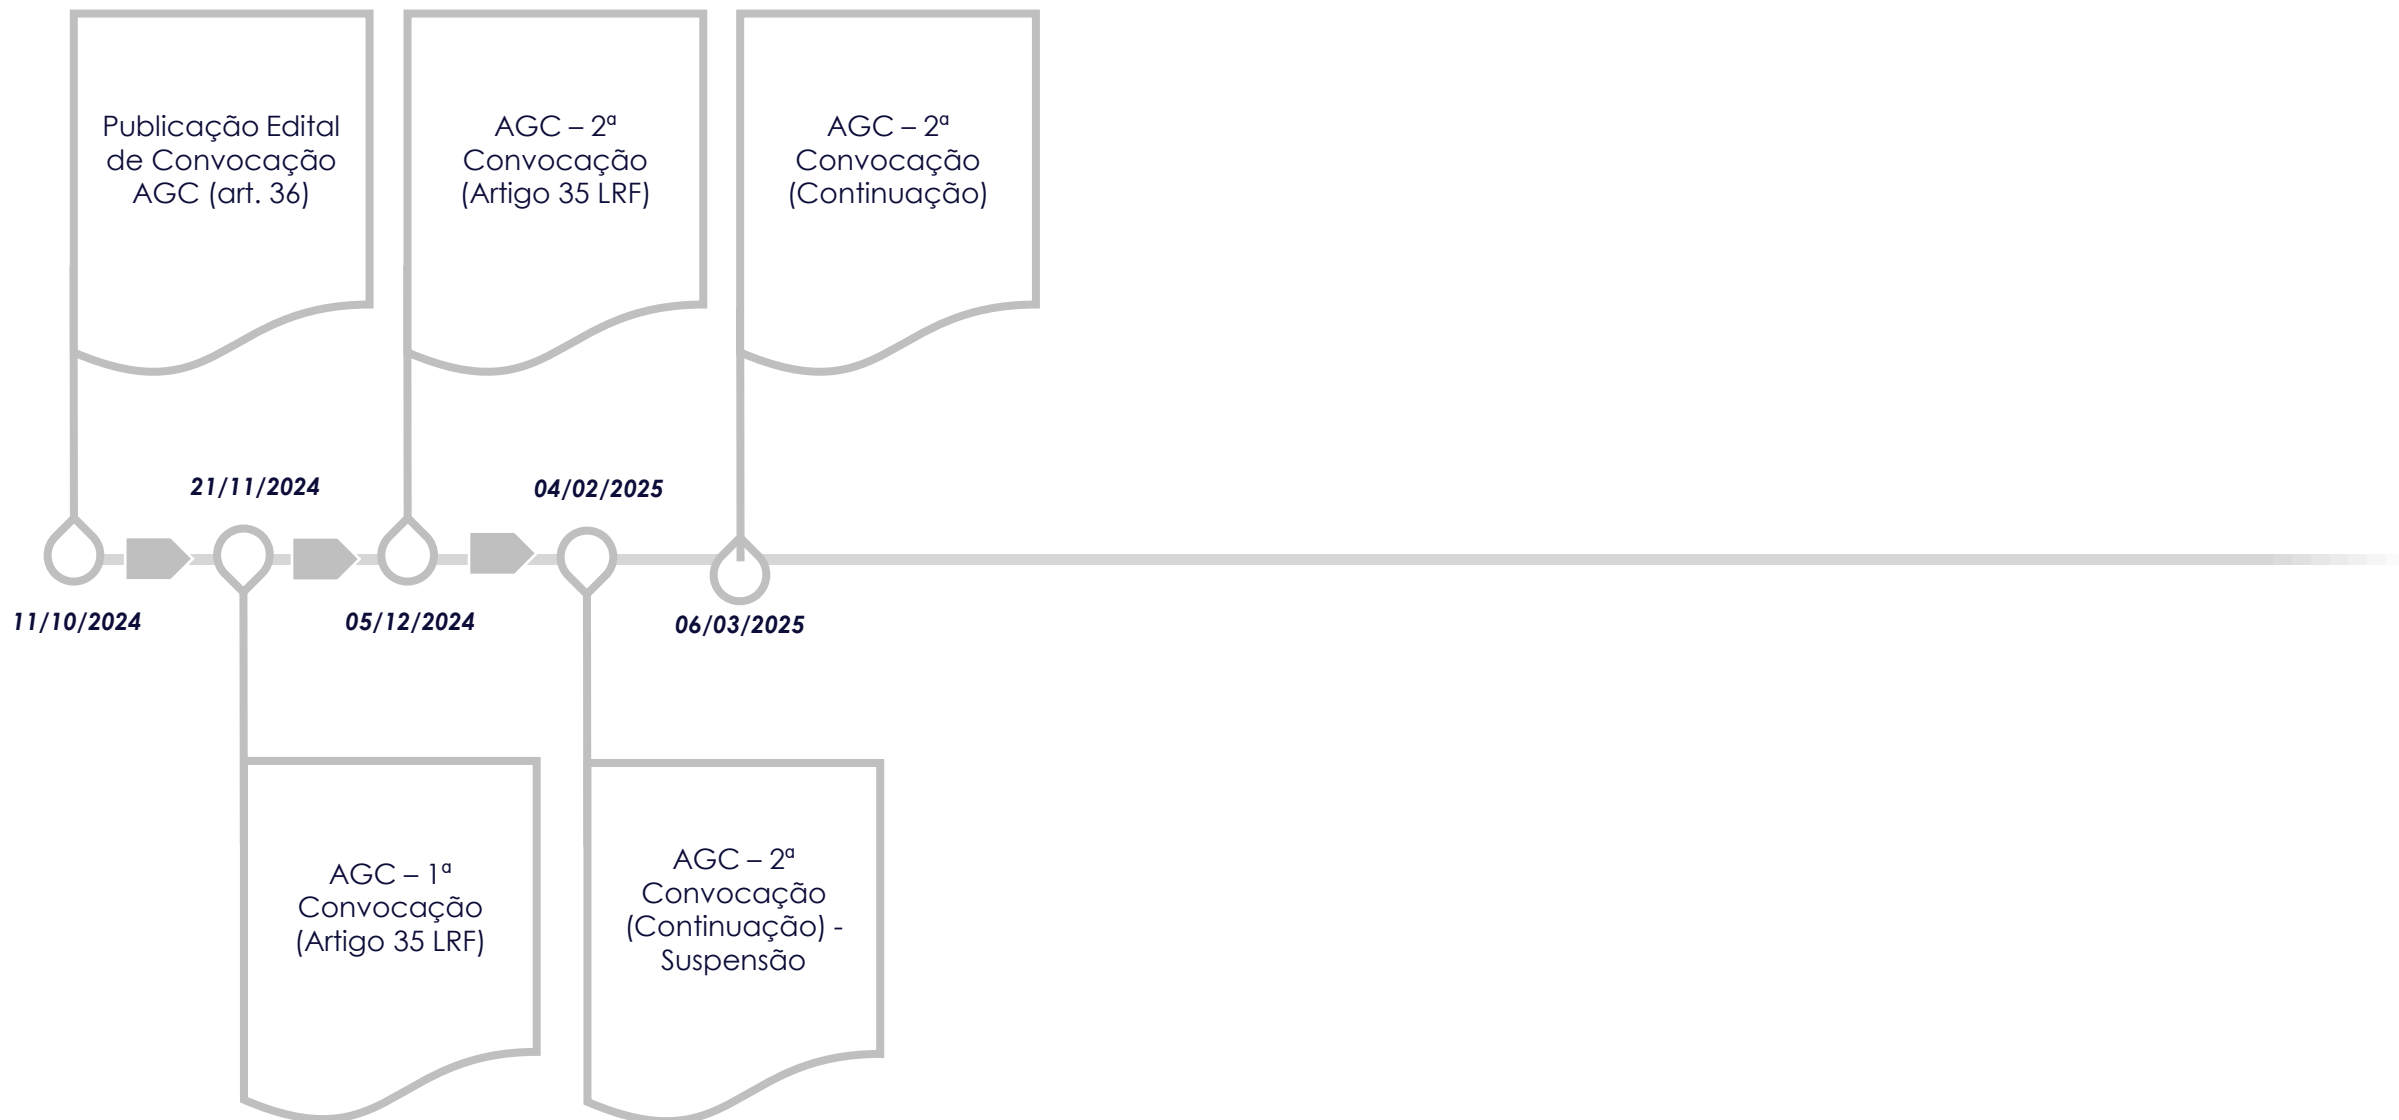 Publicação Edital
de Convocação
AGC (art. 36)
AGC – 2ª
Convocação
(Artigo 35 LRF)
AGC – 2ª
Convocação
(Continuação)
21/11/2024
04/02/2025
11/10/2024
05/12/2024
06/03/2025
AGC – 1ª
Convocação
(Artigo 35 LRF)
AGC – 2ª
Convocação
(Continuação) -
Suspensão